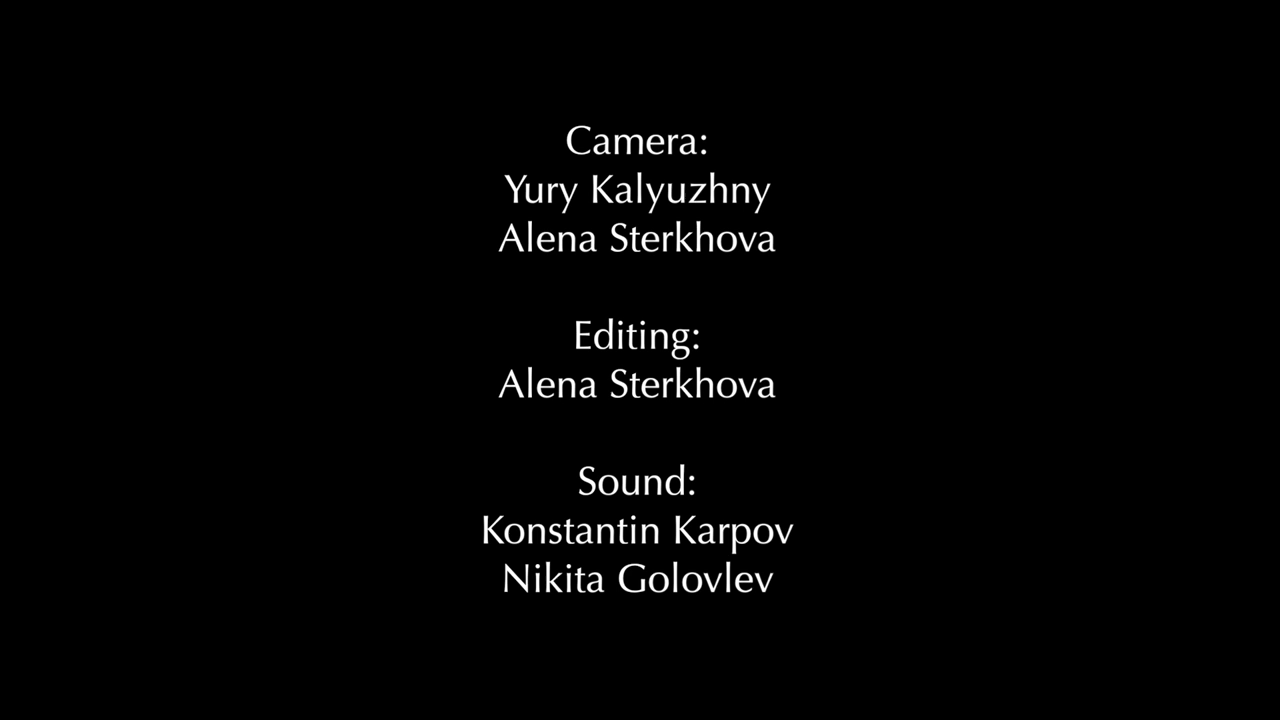 Camera:
Yury Kalyuzhny
Alena Sterkhova
Editing:
Alena Sterkhova
Sound:
Konstantin Karpov
Nikita Golovlev